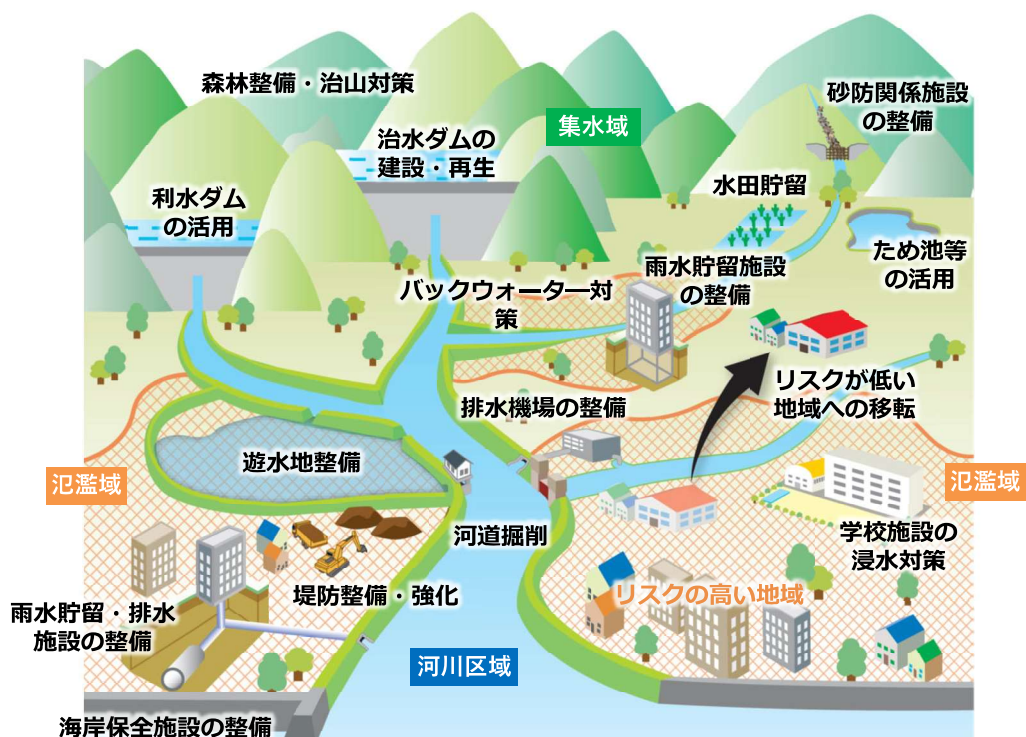 森林整備・治山対策
砂防関係施設
の整備
集水域
治水ダムの
建設・再生
水田貯留
利水ダム
の活用
ため池等
の活用
雨水貯留施設
の整備
バックウォーター対
策
リスクが低い
地域への移転
排水機場の整備
遊水地整備
氾濫域
氾濫域
河道掘削
学校施設の
浸水対策
堤防整備・強化
リスクの高い地域
雨水貯留・排水
施設の整備
河川区域
海岸保全施設の整備